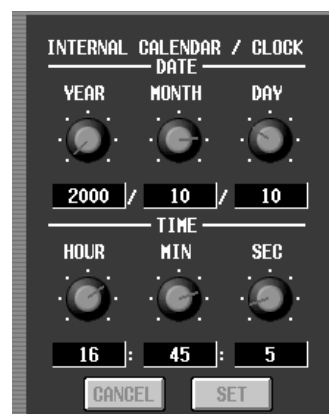 INTERNAL CALENDAR / CLOCK
DATE
YEAR MONTH DAY
2000 / 10 / 10
TIME
HOUR MIN SEC
16 : 45 : 5
CANCEL SET